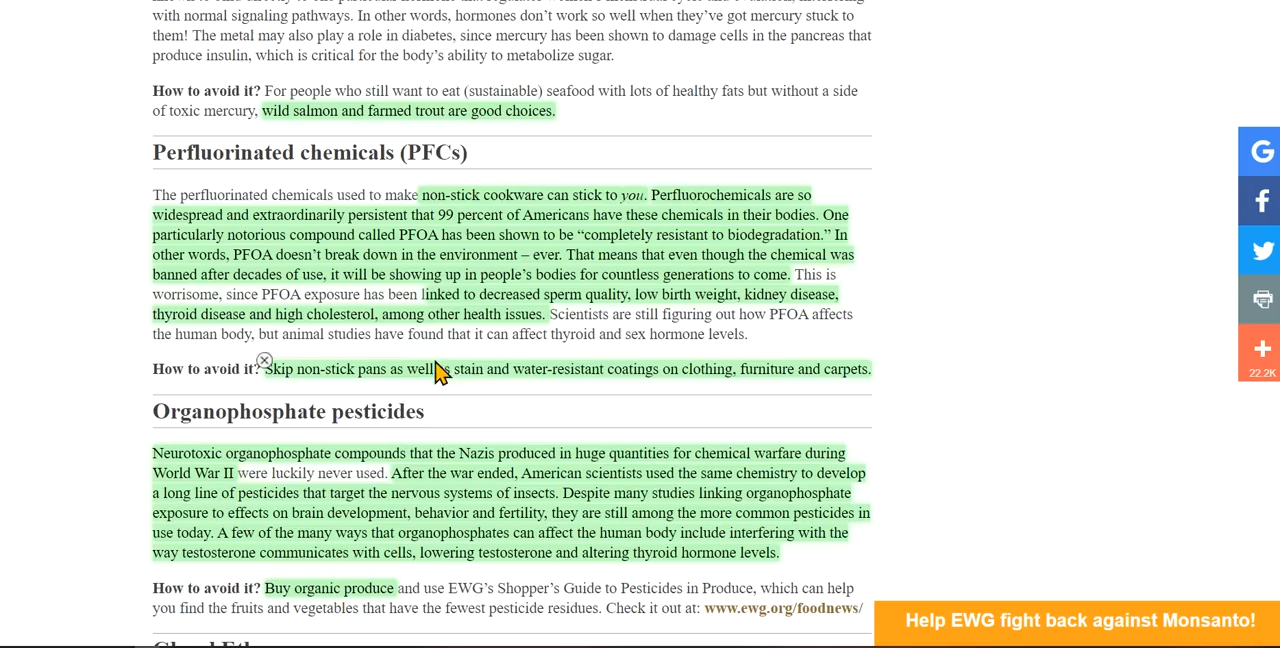 with normal signaling pathways. In other words, hormones don't work so well when they've got mercury stuck to
them! The metal may also play a role in diabetes, since mercury has been shown to damage cells in the pancreas that
produce insulin, which is critical for the body's ability to metabolize sugar.
How to avoid it? For people who still want to eat (sustainable) seafood with lots of healthy fats but without a side
of toxic mercury, wild salmon and farmed trout are good choices.
Perfluorinated chemicals (PFCs)
The perfluorinated chemicals used to make non-stick cookware can stick to you. Perfluorochemicals are so
widespread and extraordinarily persistent that 99 percent of Americans have these chemicals in their bodies. One
particularly notorious compound called PFOA has been shown to be “completely resistant to biodegradation.” In
other words, PFOA doesn't break down in the environment – ever. That means that even though the chemical was
banned after decades of use, it will be showing up in people's bodies for countless generations to come. This is
worrisome, since PFOA exposure has been linked to decreased sperm quality, low birth weight, kidney disease,
thyroid disease and high cholesterol, among other health issues. Scientists are still figuring out how PFOA affects
the human body, but animal studies have found that it can affect thyroid and sex hormone levels.
How to avoid it? Skip non-stick pans as well stain and water-resistant coatings on clothing, furniture and carpets.
Organophosphate pesticides
Neurotoxic organophosphate compounds that the Nazis produced in huge quantities for chemical warfare during
World War II were luckily never used. After the war ended, American scientists used the same chemistry to develop
a long line of pesticides that target the nervous systems of insects. Despite many studies linking organophosphate
exposure to effects on brain development, behavior and fertility, they are still among the more common pesticides in
use today. A few of the many ways that organophosphates can affect the human body include interfering with the
way testosterone communicates with cells, lowering testosterone and altering thyroid hormone levels.
How to avoid it? Buy organic produce and use EWG's Shopper's Guide to Pesticides in Produce, which can help
you find the fruits and vegetables that have the fewest pesticide residues. Check it out at: www.ewg.org/foodnews/
G
f
22.2K
Help EWG fight back against Monsanto!